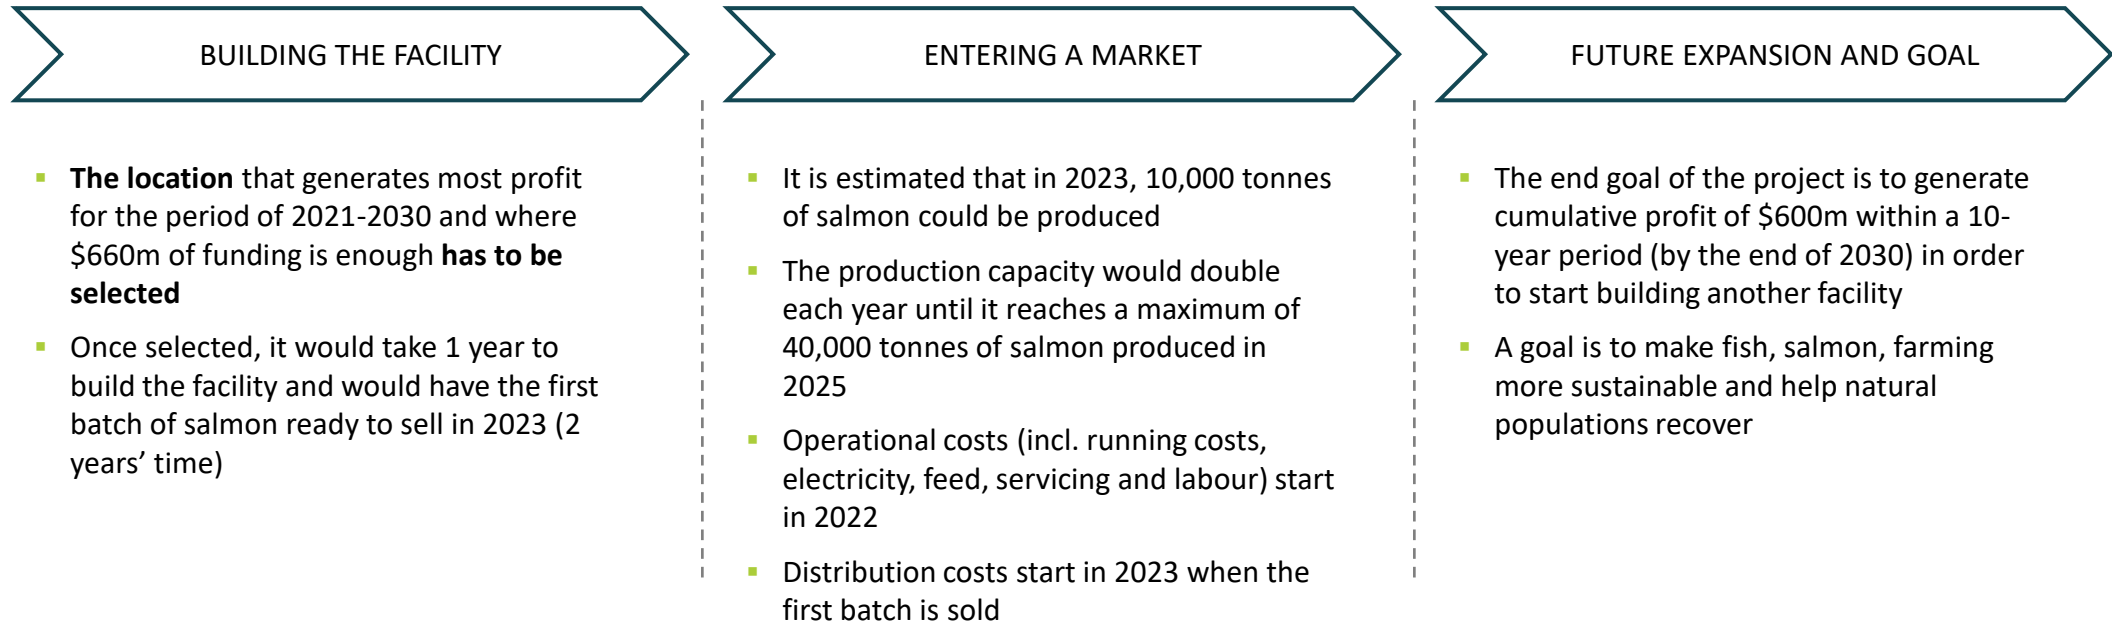 BUILDING THE FACILITY
The location that generates most profit
for the period of 2021-2030 and where
$660m of funding is enough has to be
selected
Once selected, it would take 1 year to
build the facility and would have the first
batch of salmon ready to sell in 2023 (2
years’ time)
ENTERING A MARKET
It is estimated that in 2023, 10,000 tonnes
of salmon could be produced
The production capacity would double
each year until it reaches a maximum of
40,000 tonnes of salmon produced in
2025
Operational costs (incl. running costs,
electricity, feed, servicing and labour) start
in 2022
Distribution costs start in 2023 when the
first batch is sold
FUTURE EXPANSION AND GOAL
The end goal of the project is to generate
cumulative profit of $600m within a 10-
year period (by the end of 2030) in order
to start building another facility
A goal is to make fish, salmon, farming
more sustainable and help natural
populations recover